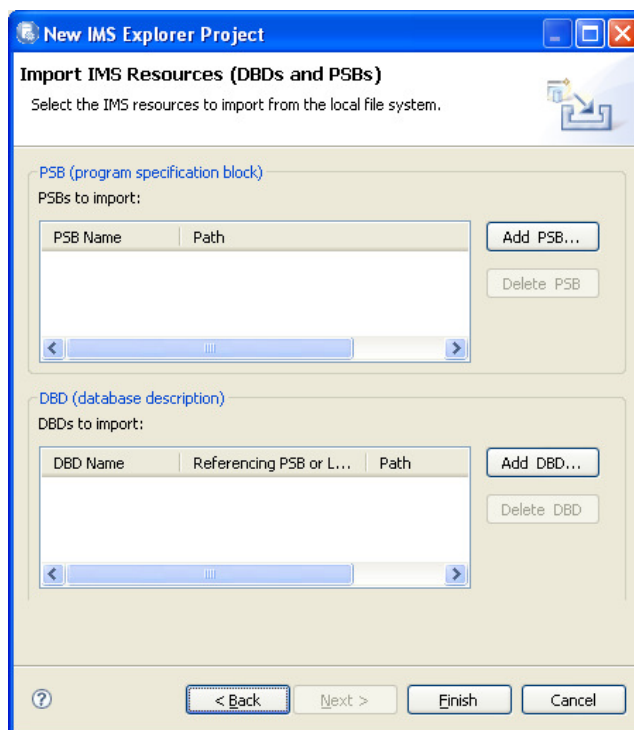 New IMS Explorer Project
Import IMS Resources (DBDs and PSBs)
Select the IMS resources to import from the local file system.
PSB (program specification block)
PSBs to import:
PSB Name Path
Add PSB...
Delete PSB
DBD (database description)
DBDs to import:
DBD Name Referencing PSB or L... Path
Add DBD...
Delete DBD
?
< Back Next > Finish Cancel